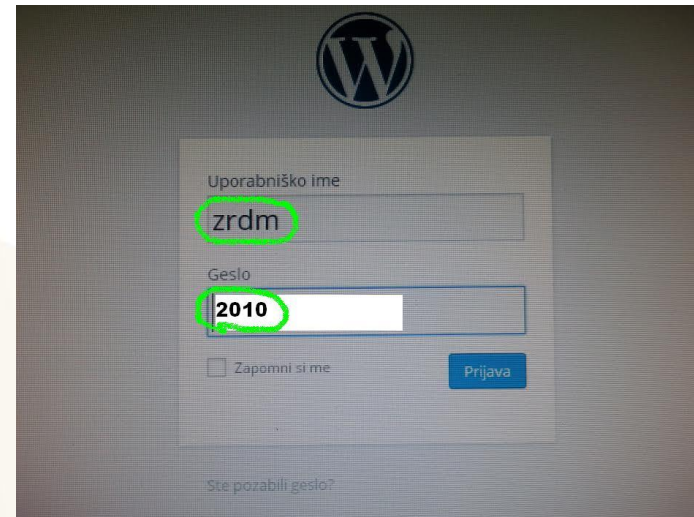 Uporabniško ime
zrdm
Geslo
2010
Zapomni si me
Prijava
Ste pozabili geslo?